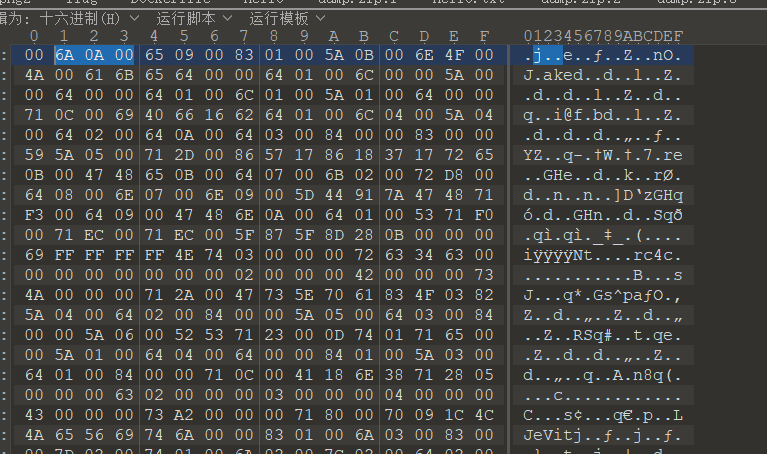 辑为: 十六进制(H) 运行脚本 运行模板
0 1 2 3 4 5 6 7 8 9 A B C D E F 0123456789ABCDEF
: 00 6A 0A 00 65 09 00 83 01 00 5A 0B 00 6E 4F 00 .j..e..ƒ..Z..nO.
: 4A 00 61 6B 65 64 00 00 64 01 00 6C 00 00 5A 00 J.aked..d..l..Z.
: 00 64 00 00 64 01 00 6C 01 00 5A 01 00 64 00 00 .d..d..l..Z..d..
: 71 0C 00 69 40 66 16 62 64 01 00 6C 04 00 5A 04 q..i@f.bd..l..Z.
: 00 64 02 00 64 0A 00 64 03 00 84 00 00 83 00 00 .d..d..d..„..ƒ..
: 59 5A 05 00 71 2D 00 86 57 17 86 18 37 17 72 65 YZ..q-.†W.†.7.re
: 0B 00 47 48 65 0B 00 64 07 00 6B 02 00 72 D8 00 ..GHe..d..k..rØ.
: 64 08 00 6E 07 00 6E 09 00 5D 44 91 7A 47 48 71 d..n..n..]D‘zGHq
: F3 00 64 09 00 47 48 6E 0A 00 64 01 00 53 71 F0 ó.d..GHn..d..Sqð
: 00 71 EC 00 71 EC 00 5F 87 5F 8D 28 0B 00 00 00 .qì.qì._‡_.(....
: 69 FF FF FF FF 4E 74 03 00 00 00 72 63 34 63 00 iÿÿÿÿNt....rc4c.
: 00 00 00 00 00 00 00 02 00 00 00 42 00 00 00 73 ...........B...s
: 4A 00 00 00 71 2A 00 47 73 5E 70 61 83 4F 03 82 J...q*.Gs^paƒO.‚
: 5A 04 00 64 02 00 84 00 00 5A 05 00 64 03 00 84 Z..d..„..Z..d..„
: 00 00 5A 06 00 52 53 71 23 00 0D 74 01 71 65 00 ..Z..RSq#..t.qe.
: 00 5A 01 00 64 04 00 64 00 00 84 01 00 5A 03 00 .Z..d..d..„..Z..
: 64 01 00 84 00 00 71 0C 00 41 18 6E 38 71 28 05 d..„..q..A.n8q(.
: 00 00 00 63 02 00 00 00 03 00 00 00 04 00 00 00 ...c............
: 43 00 00 00 73 A2 00 00 00 71 80 00 70 09 1C 4C C...s¢...q€.p..L
: 4A 65 56 69 74 6A 00 00 83 01 00 6A 03 00 83 00 JeVitj..ƒ..j..ƒ.